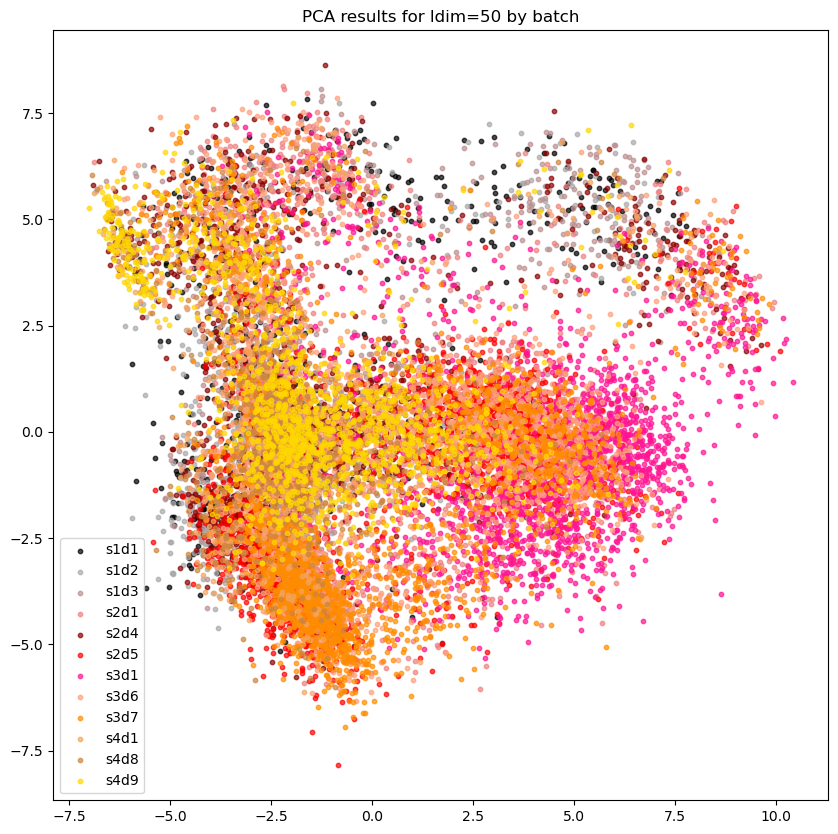 PCA results for ldim=50 by batch
7.5
5.0
2.5
0.0
−2.5
−5.0
−7.5
s1d1
s1d2
s1d3
s2d1
s2d4
s2d5
s3d1
s3d6
s3d7
s4d1
s4d8
s4d9
−7.5 −5.0 −2.5 0.0 2.5 5.0 7.5 10.0